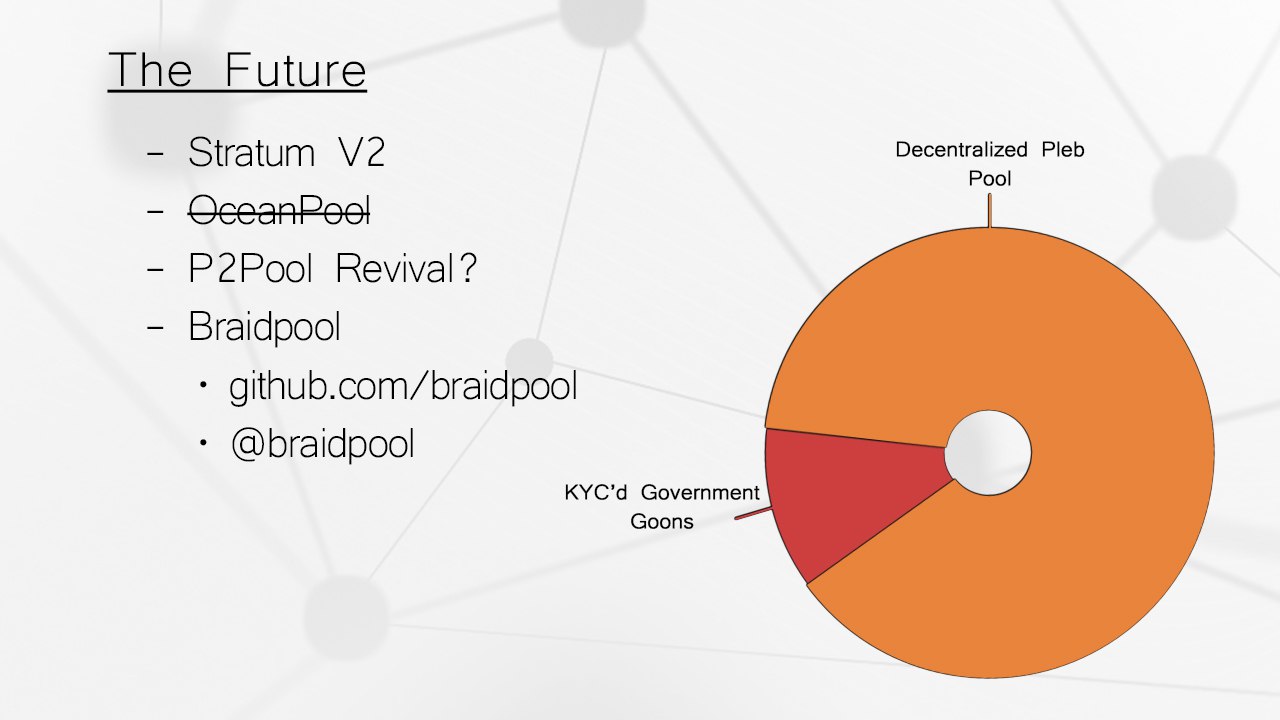 The Future
- Stratum V2
- OceanPool
- P2Pool Revival?
- Braidpool
• github.com/braidpool
• @braidpool
Decentralized Pleb
Pool
KYC'd Government
Goons